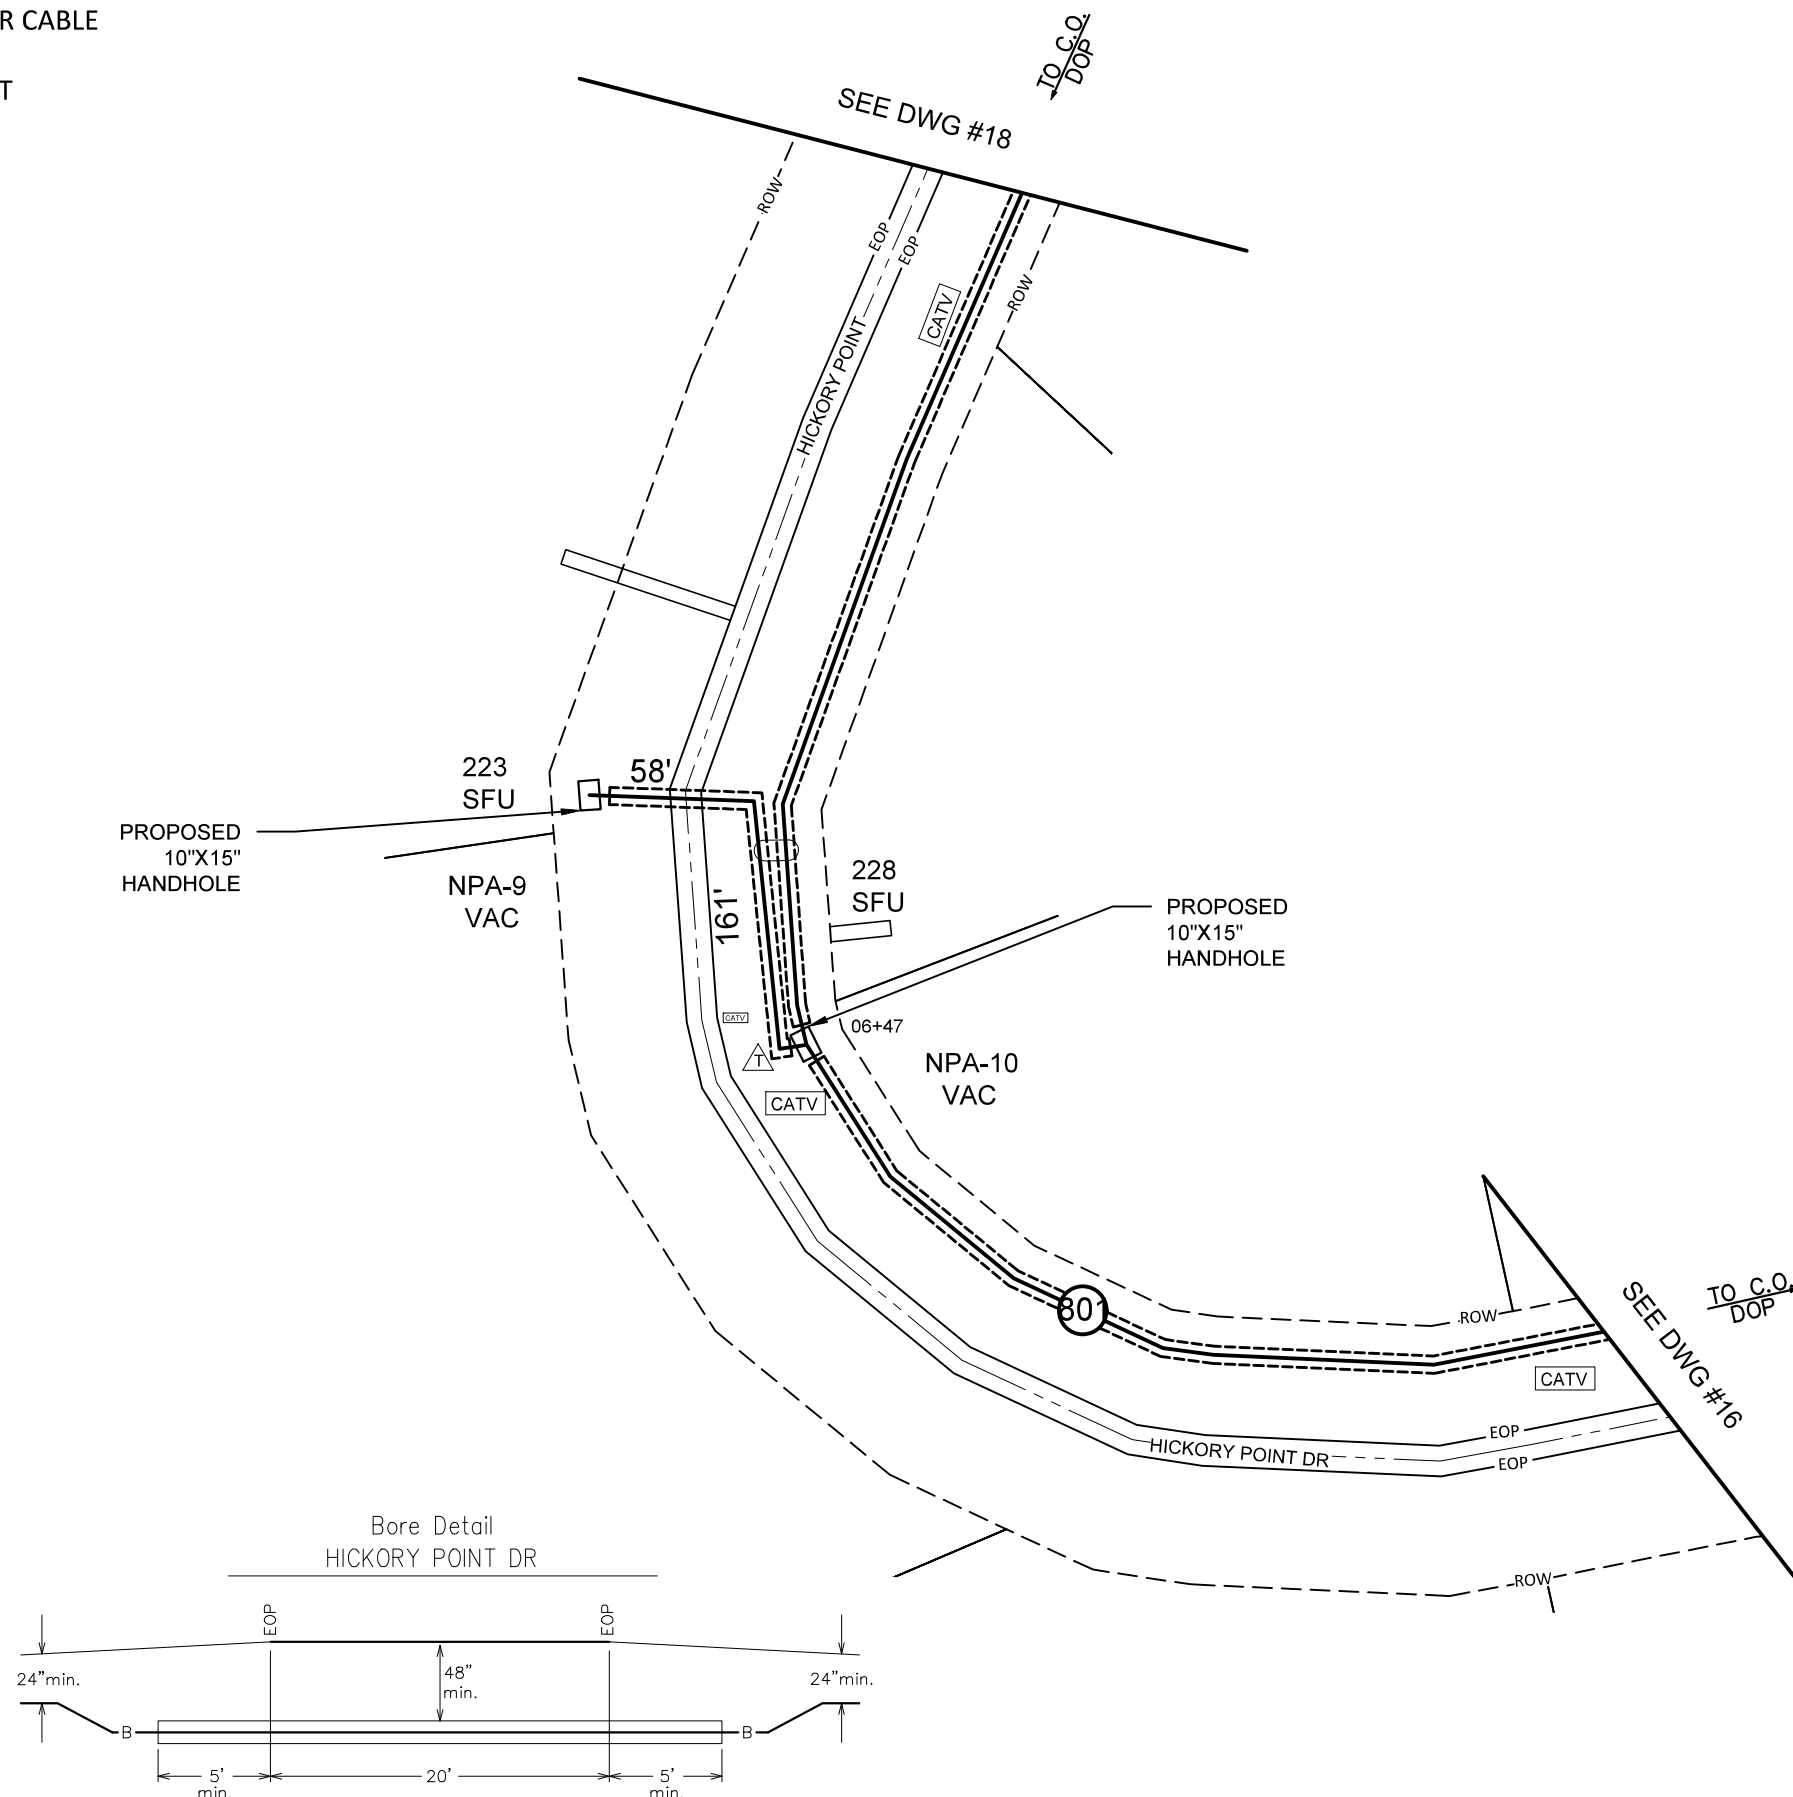 R CABLE
T
TO C.O.
DOP
SEE DWG #18
ROW
EOP
EOP
CATV
ROW
HICKORY POINT
223
SFU
58'
PROPOSED
10"X15"
HANDHOLE
NPA-9
VAC
161'
228
SFU
PROPOSED
10"X15"
HANDHOLE
CATV
06+47
T
NPA-10
VAC
CATV
801
ROW
SEE DWG #16
TO C.O.
DOP
CATV
EOP
HICKORY POINT DR
EOP
ROW
Bore Detail
HICKORY POINT DR
EOP
EOP
24"min.
48"
min.
24"min.
B
B
5'
min.
20'
5'
min.